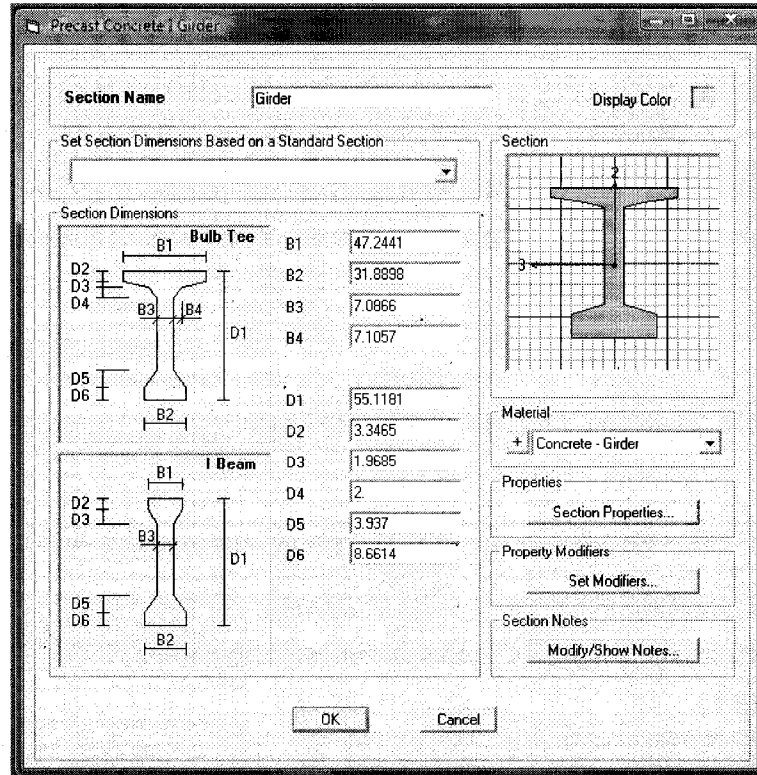 Precast Concrete I Girder
Section Name
Girder
Display Color
Set Section Dimensions Based on a Standard Section
Section
2
3
Section Dimensions
Bulb Tee
B1
D2
D3
D4
B3
B4
D1
D5
D6
B2
I Beam
B1
D2
D3
B3
D1
D5
D6
B2
B1 47.2441
B2 31.8898
B3 7.0866
B4 7.1057
D1 55.1181
D2 3.3465
D3 1.9685
D4 2.
D5 3.937
D6 8.6614
Material
+ Concrete - Girder
Properties
Section Properties...
Property Modifiers
Set Modifiers...
Section Notes
Modify/Show Notes...
OK
Cancel